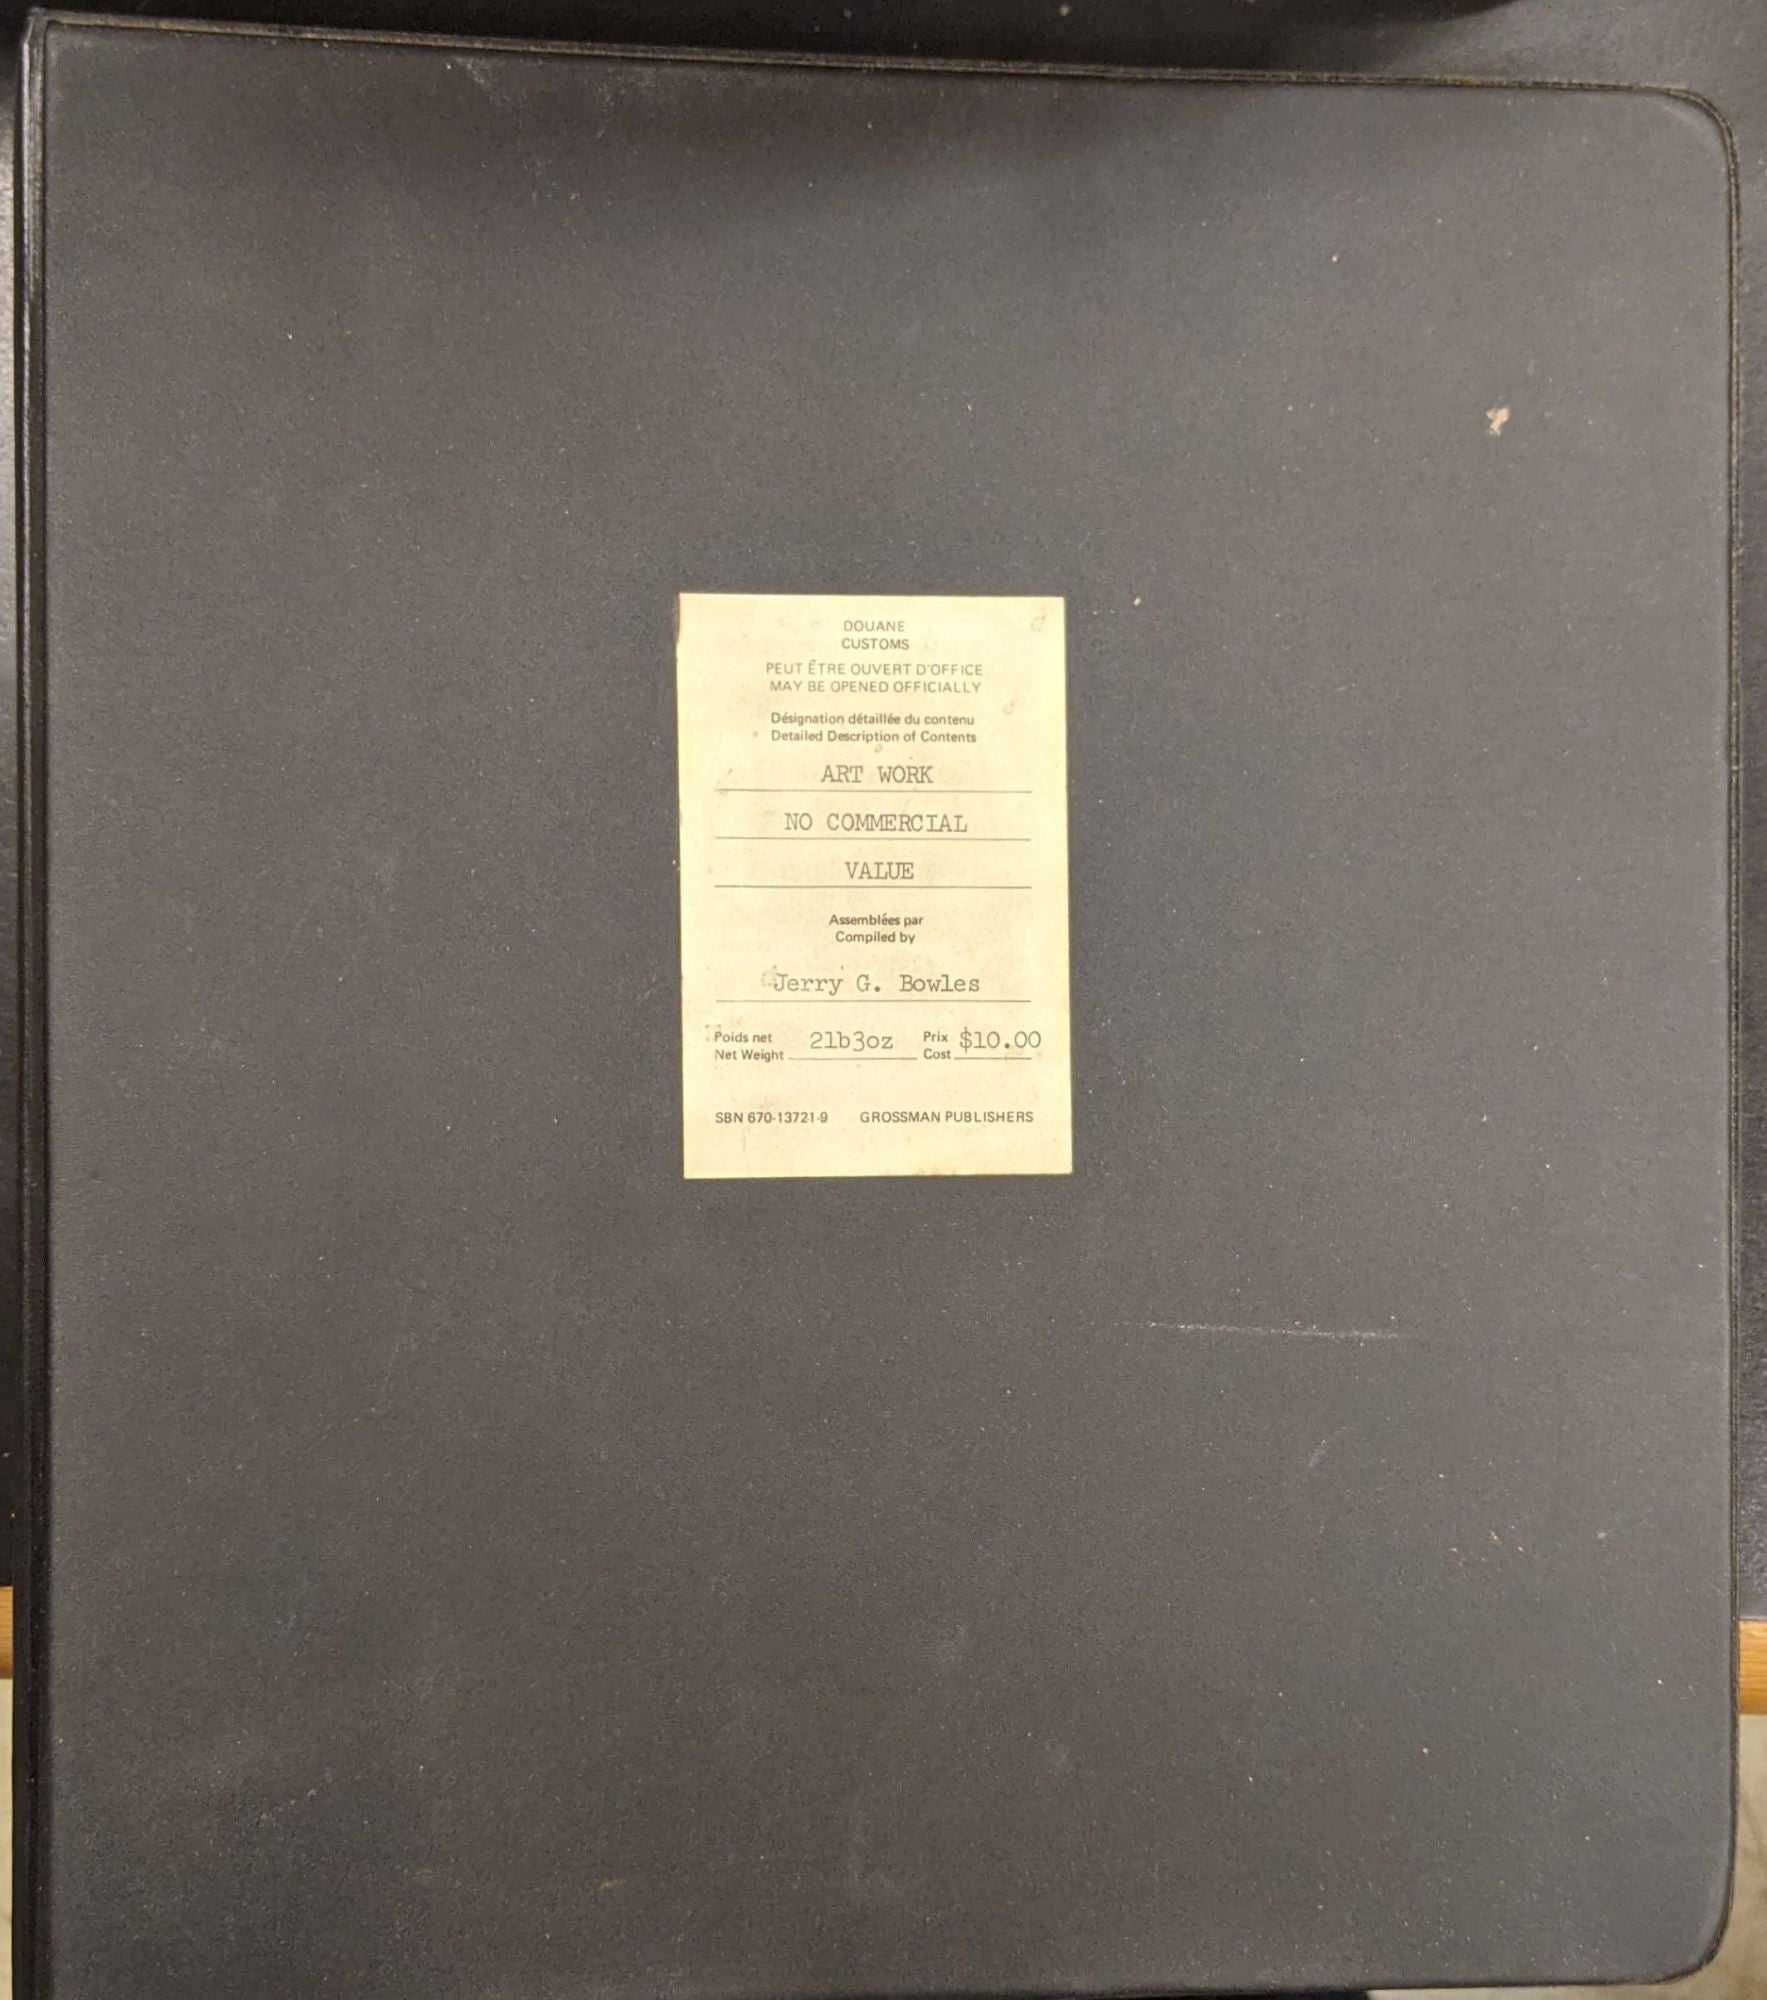 DOUANE
CUSTOMS
PEUT ÊTRE OUVERT D'OFFICE
MAY BE OPENED OFFICIALLY
Désignation détaillée du contenu
Detailed Description of Contents
ART WORK
NO COMMERCIAL
VALUE
Assemblées par
Compiled by
Jerry G. Bowles
Poids net 2lb3oz Prix $10.00
Net Weight Cost
SBN 670-13721-9 GROSSMAN PUBLISHERS